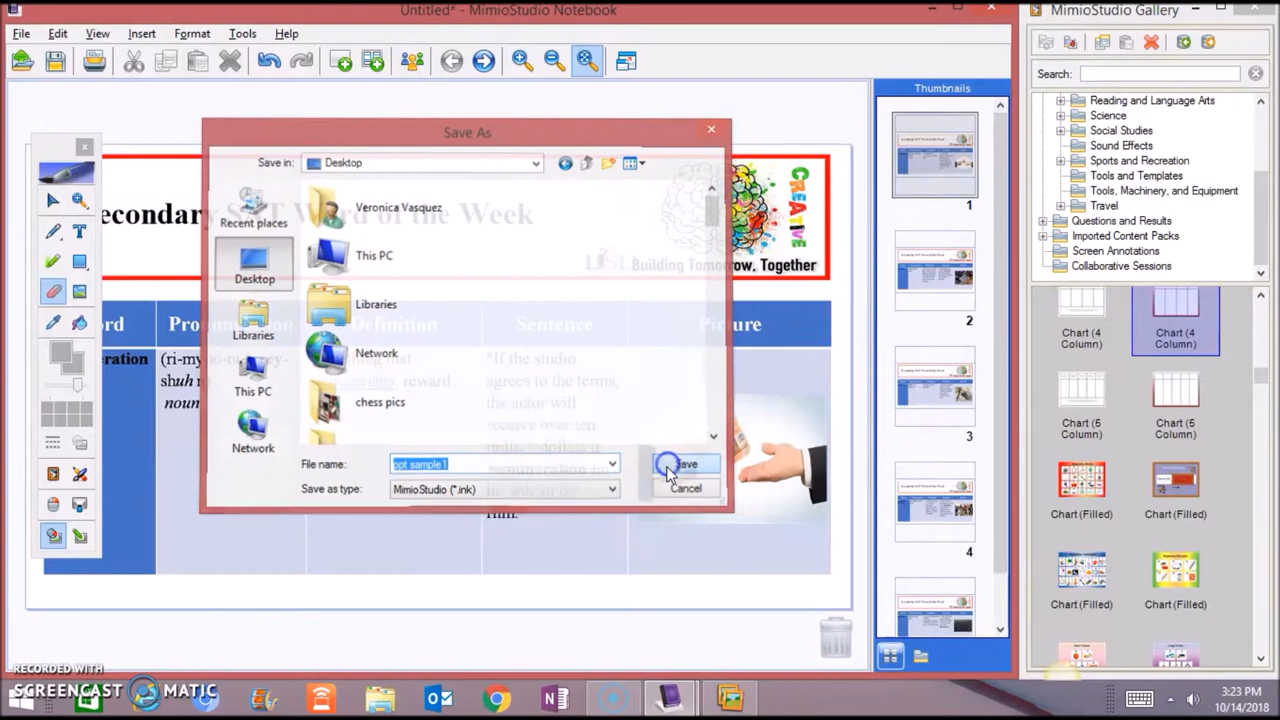 Untitled* - MimioStudio Notebook
File Edit View Insert Format Tools Help
Thumbnails
1
2
3
4
Save As
Save in: Desktop
Recent places
Desktop
Libraries
This PC
Network
Veronica Vasquez
This PC
Libraries
Network
chess pics
File name: ppt sample1
Save as type: MimioStudio (*.ink)
Save
Cancel
econdary Staff Word of the Week
CREATIVE
Building Tomorrow, Together
ord
Definition
Sentence
Picture
eration
(ri-my
shuh
noun
reward.
"If the studio
agrees to the terms,
the actor will
receive over ten
million dollars in
remuneration
him."
MimioStudio Gallery
Search:
Reading and Language Arts
Science
Social Studies
Sound Effects
Sports and Recreation
Tools and Templates
Tools, Machinery, and Equipment
Travel
Questions and Results
Imported Content Packs
Screen Annotations
Collaborative Sessions
Chart (4 Column)
Chart (4 Column)
Chart (5 Column)
Chart (5 Column)
Chart (Filled)
Chart (Filled)
Chart (Filled)
Chart (Filled)
RECORDED WITH
SCREENCAST MATIC
3:23 PM
10/14/2018